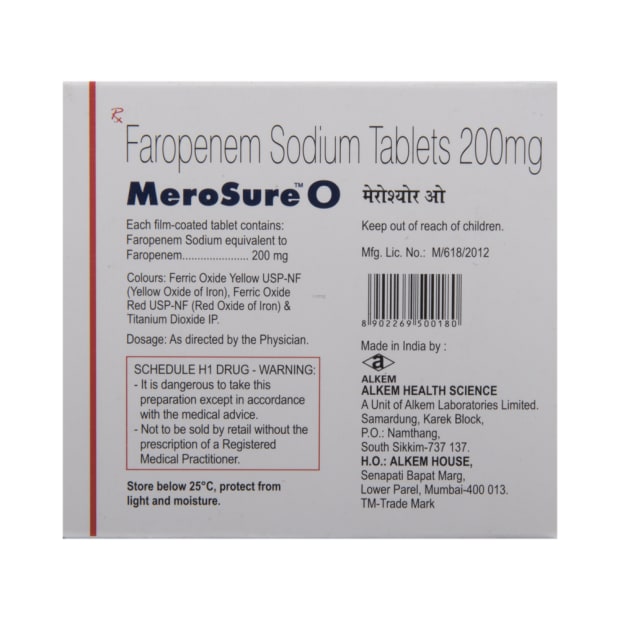 Rx
Faropenem Sodium Tablets 200mg
MeroSure™ O
मेरोश्योर ओ
Each film-coated tablet contains:
Faropenem Sodium equivalent to
Faropenem...................... 200 mg
Colours: Ferric Oxide Yellow USP-NF
(Yellow Oxide of Iron), Ferric Oxide
Red USP-NF (Red Oxide of Iron) &
Titanium Dioxide IP.
Dosage: As directed by the Physician.
SCHEDULE H1 DRUG - WARNING:
- It is dangerous to take this
preparation except in accordance
with the medical advice.
- Not to be sold by retail without the
prescription of a Registered
Medical Practitioner.
Store below 25°C, protect from
light and moisture.
Keep out of reach of children.
Mfg. Lic. No.: M/618/2012
8 902269 500180
Made in India by :
a
ALKEM
ALKEM HEALTH SCIENCE
A Unit of Alkem Laboratories Limited.
Samardung, Karek Block,
P.O.: Namthang,
South Sikkim-737 137.
H.O.: ALKEM HOUSE,
Senapati Bapat Marg,
Lower Parel, Mumbai-400 013.
TM-Trade Mark